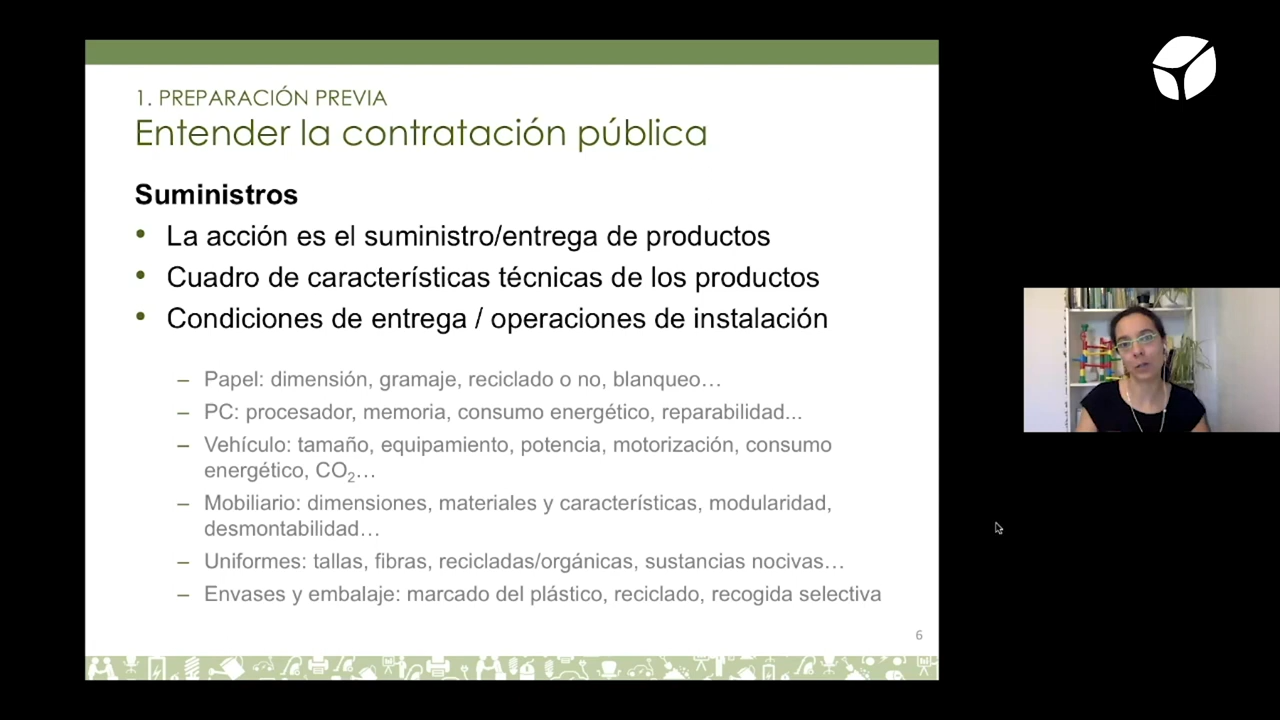 1. PREPARACIÓN PREVIA
Entender la contratación pública
Suministros
• La acción es el suministro/entrega de productos
• Cuadro de características técnicas de los productos
• Condiciones de entrega / operaciones de instalación
– Papel: dimensión, gramaje, reciclado o no, blanqueo…
– PC: procesador, memoria, consumo energético, reparabilidad...
– Vehículo: tamaño, equipamiento, potencia, motorización, consumo
energético, CO₂…
– Mobiliario: dimensiones, materiales y características, modularidad,
desmontabilidad…
– Uniformes: tallas, fibras, recicladas/orgánicas, sustancias nocivas…
– Envases y embalaje: marcado del plástico, reciclado, recogida selectiva
6